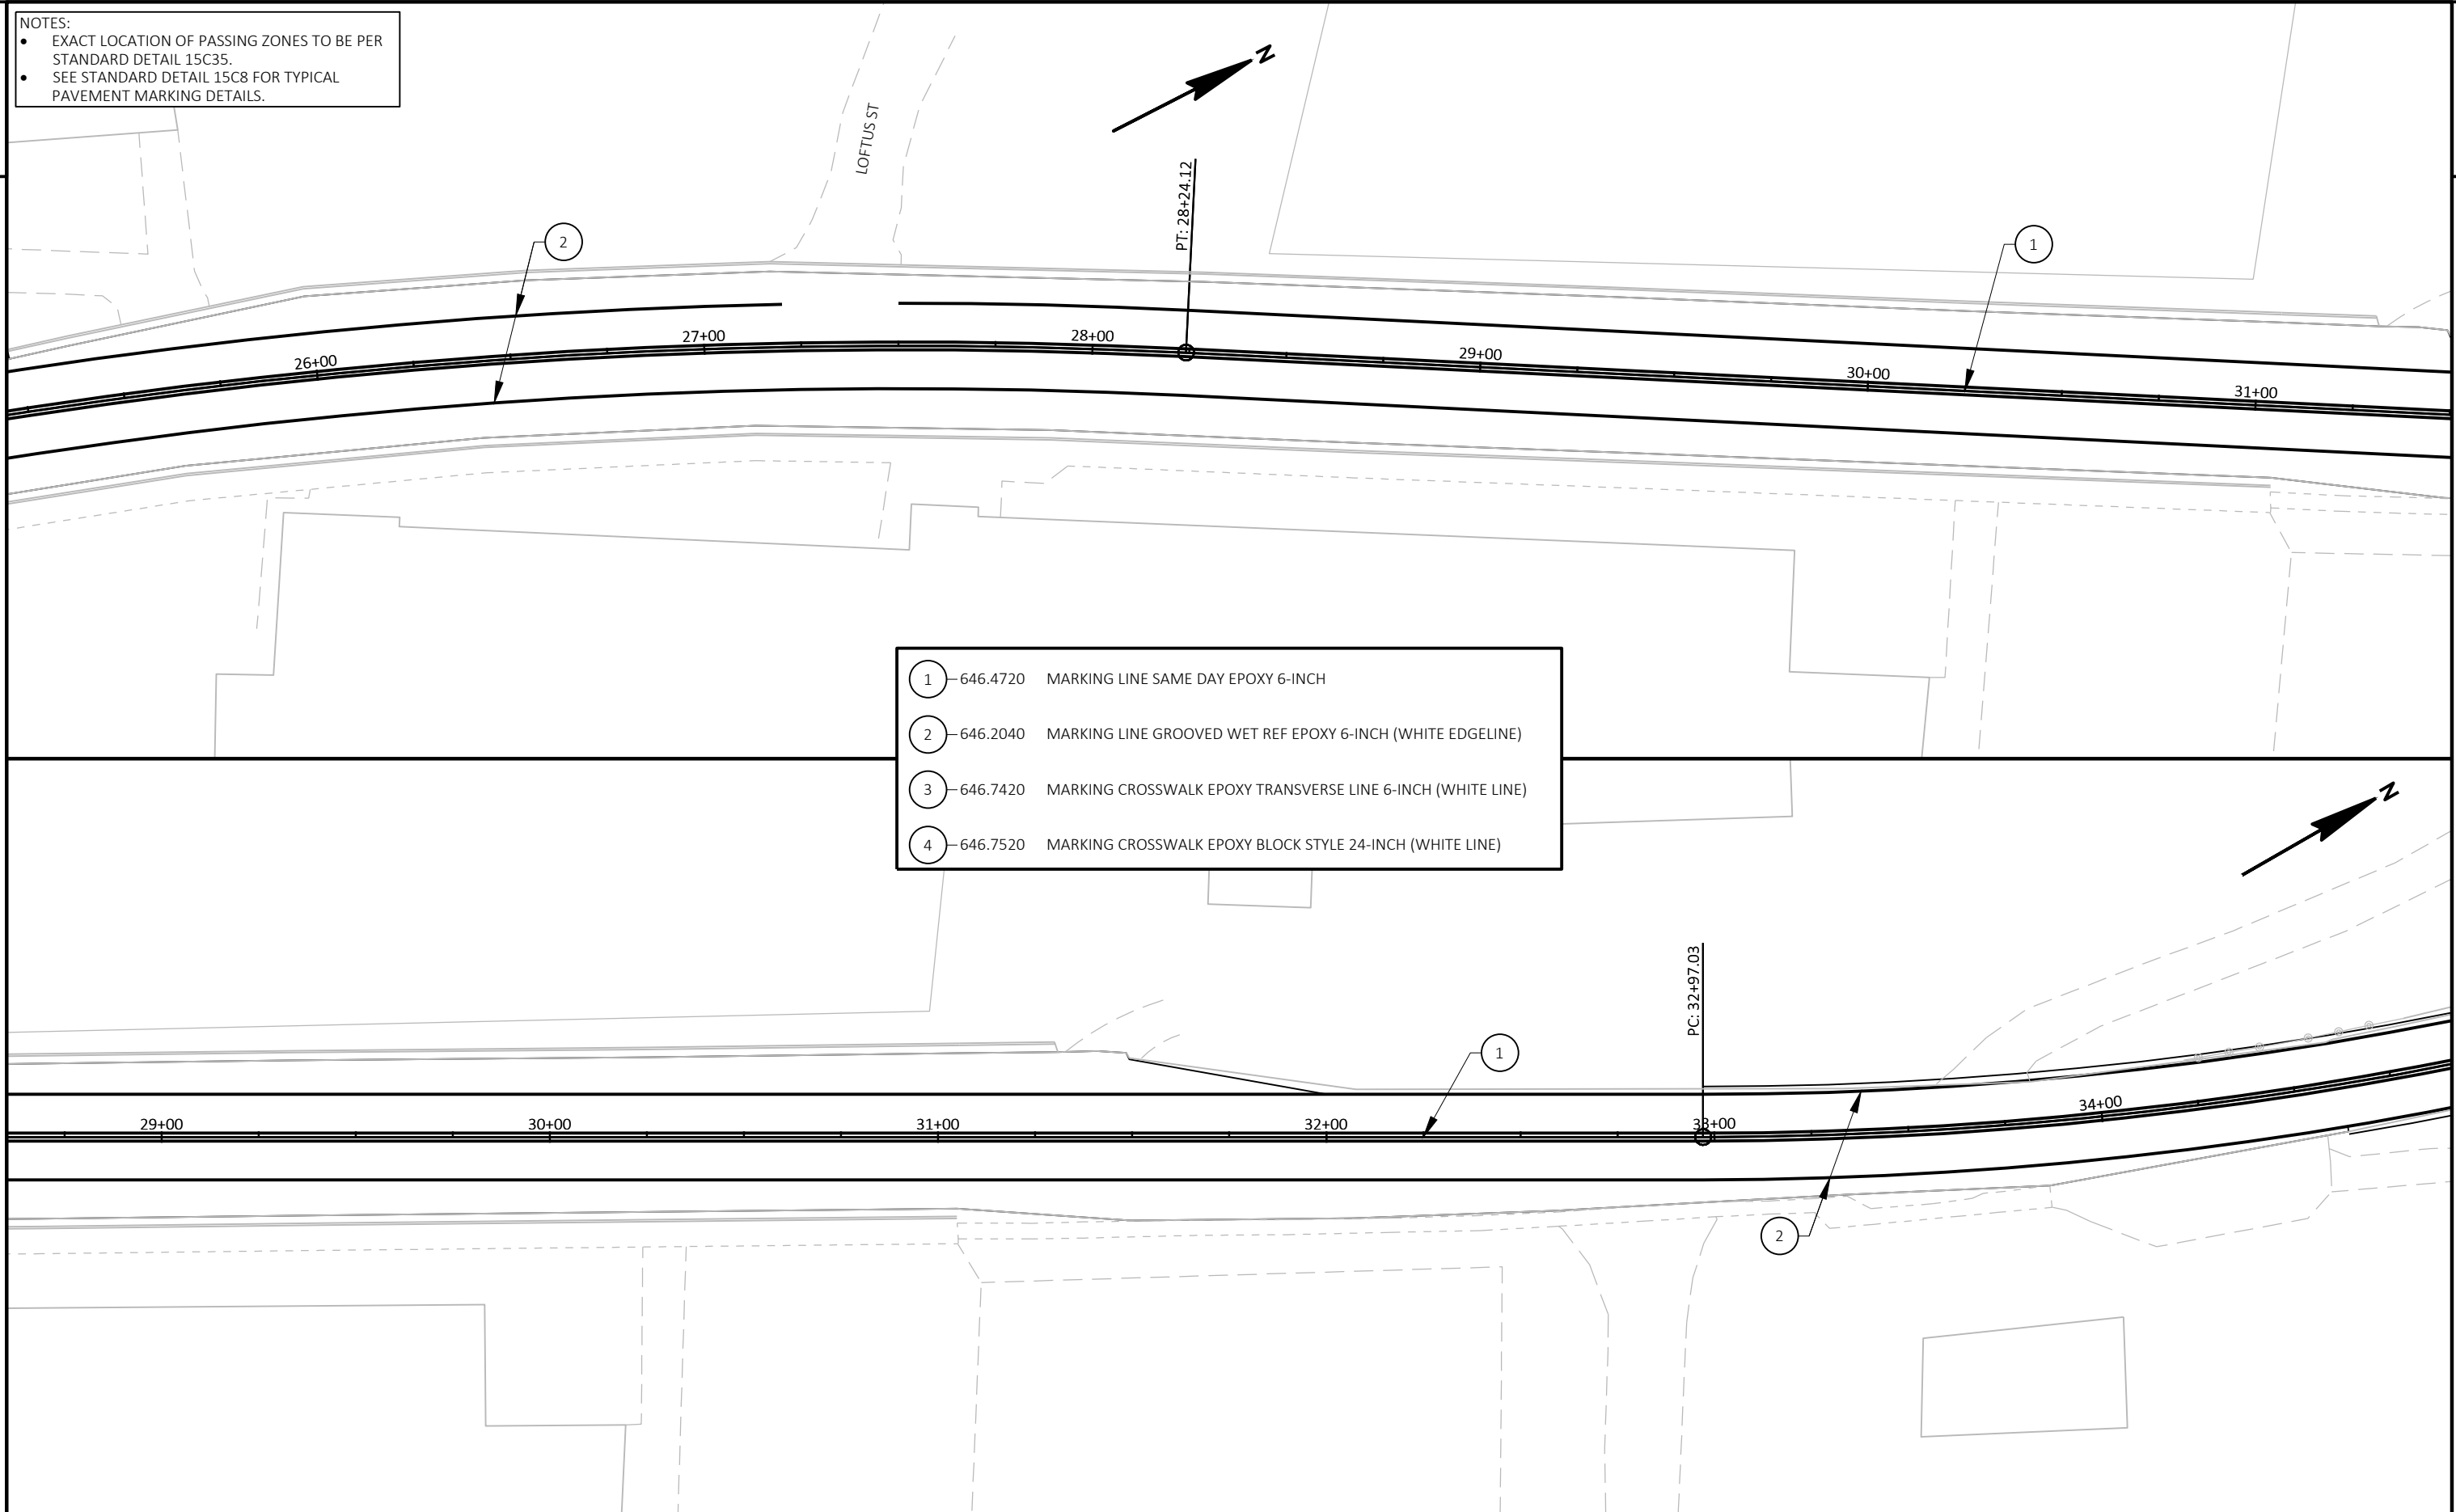 NOTES:
• EXACT LOCATION OF PASSING ZONES TO BE PER
STANDARD DETAIL 15C35.
• SEE STANDARD DETAIL 15C8 FOR TYPICAL
PAVEMENT MARKING DETAILS.
N
LOFTUS ST
PT: 28+24.12
2
1
26+00
27+00
28+00
29+00
30+00
31+00
1 646.4720 MARKING LINE SAME DAY EPOXY 6-INCH
2 646.2040 MARKING LINE GROOVED WET REF EPOXY 6-INCH (WHITE EDGELINE)
3 646.7420 MARKING CROSSWALK EPOXY TRANSVERSE LINE 6-INCH (WHITE LINE)
4 646.7520 MARKING CROSSWALK EPOXY BLOCK STYLE 24-INCH (WHITE LINE)
N
PC: 32+97.03
1
29+00
30+00
31+00
32+00
33+00
34+00
2